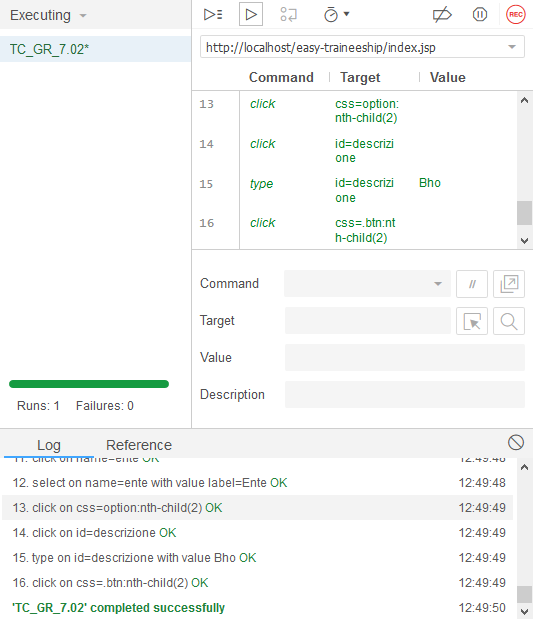 Executing
TC_GR_7.02*
REC
http://localhost/easy-traineeship/index.jsp
Command Target Value
13 click css=option:
nth-child(2)
14 click id=descrizi
one
15 type id=descrizi Bho
one
16 click css=.btn:nt
h-child(2)
Command //
Target
Value
Description
Runs: 1 Failures: 0
Log Reference
11. click on name=ente OK 12:49:48
12. select on name=ente with value label=Ente OK 12:49:48
13. click on css=option:nth-child(2) OK 12:49:49
14. click on id=descrizione OK 12:49:49
15. type on id=descrizione with value Bho OK 12:49:49
16. click on css=.btn:nth-child(2) OK 12:49:49
'TC_GR_7.02' completed successfully 12:49:50